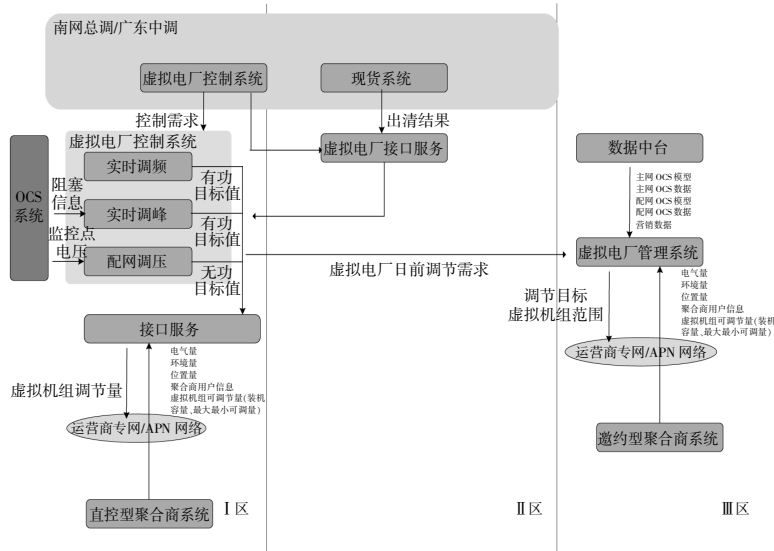 南网总调/广东中调
虚拟电厂控制系统
现货系统
控制需求
出清结果
虚拟电厂控制系统
虚拟电厂接口服务
数据中台
OCS
系统
阻塞
信息
监控点
电压
实时调频
有功
目标值
实时调峰
有功
目标值
配网调压
无功
目标值
主网OCS模型
主网OCS数据
配网OCS模型
配网OCS数据
营销数据
虚拟电厂日前调节需求
虚拟电厂管理系统
调节目标
虚拟机组范围
电气量
环境量
位置量
聚合商用户信息
虚拟机组可调节量(装机
容量、最大最小可调量)
运营商专网/APN 网络
邀约型聚合商系统
接口服务
虚拟机组调节量
电气量
环境量
位置量
聚合商用户信息
虚拟机组可调节量(装机
容量、最大最小可调量)
运营商专网/APN 网络
直控型聚合商系统
Ⅰ区
Ⅱ区
Ⅲ区